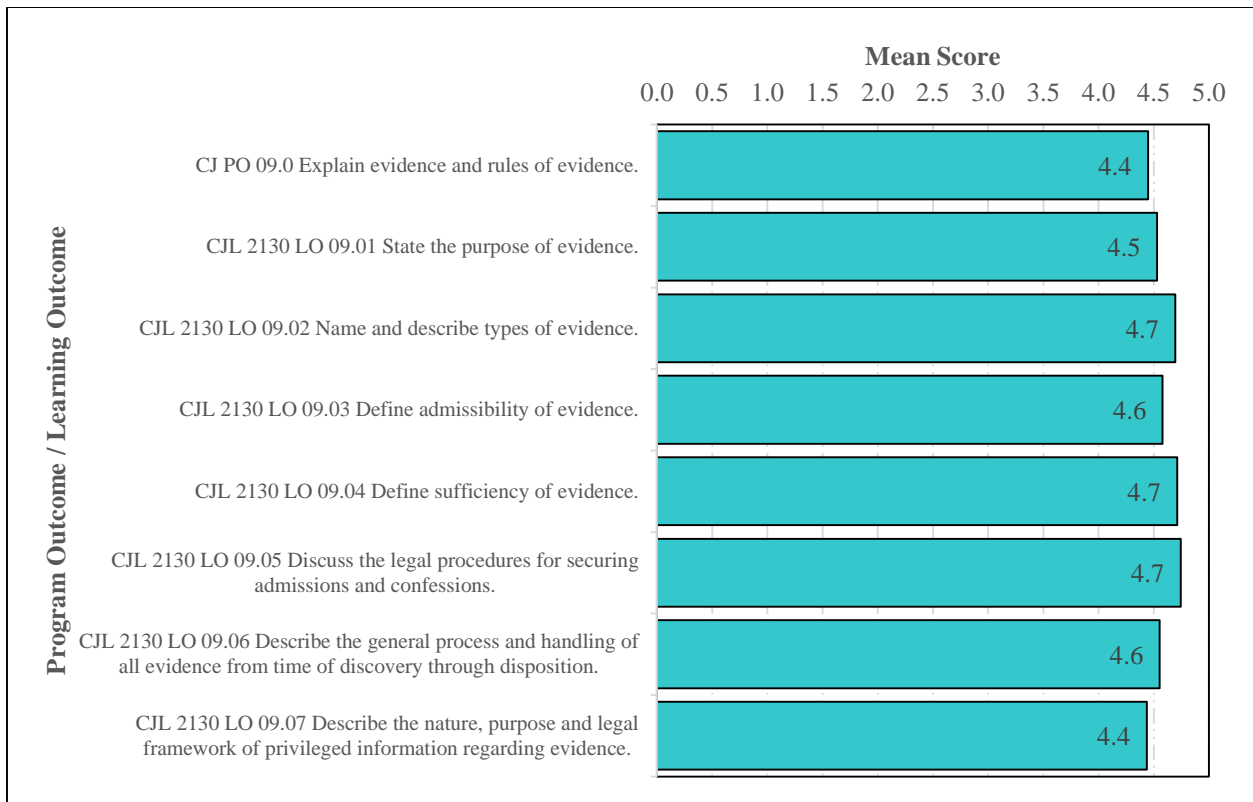 Mean Score
0.0 0.5 1.0 1.5 2.0 2.5 3.0 3.5 4.0 4.5 5.0
Program Outcome / Learning Outcome
CJ PO 09.0 Explain evidence and rules of evidence.
4.4
CJL 2130 LO 09.01 State the purpose of evidence.
4.5
CJL 2130 LO 09.02 Name and describe types of evidence.
4.7
CJL 2130 LO 09.03 Define admissibility of evidence.
4.6
CJL 2130 LO 09.04 Define sufficiency of evidence.
4.7
CJL 2130 LO 09.05 Discuss the legal procedures for securing
admissions and confessions.
4.7
CJL 2130 LO 09.06 Describe the general process and handling of
all evidence from time of discovery through disposition.
4.6
CJL 2130 LO 09.07 Describe the nature, purpose and legal
framework of privileged information regarding evidence.
4.4